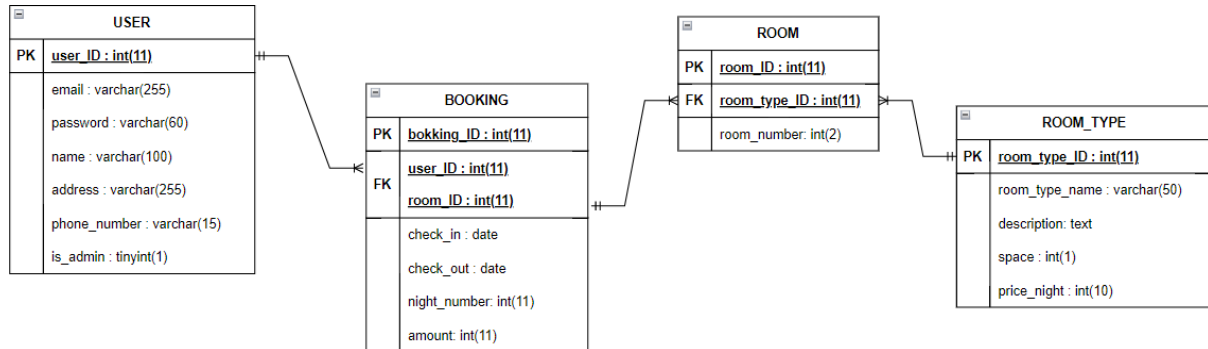 USER
PK user_ID : int(11)
email : varchar(255)
password : varchar(60)
name : varchar(100)
address : varchar(255)
phone_number : varchar(15)
is_admin : tinyint(1)
BOOKING
PK bokking_ID : int(11)
FK
user_ID : int(11)
room_ID : int(11)
check_in : date
check_out : date
night_number: int(11)
amount: int(11)
ROOM
PK room_ID : int(11)
FK room_type_ID : int(11)
room_number: int(2)
ROOM_TYPE
PK room_type_ID : int(11)
room_type_name : varchar(50)
description: text
space : int(1)
price_night : int(10)